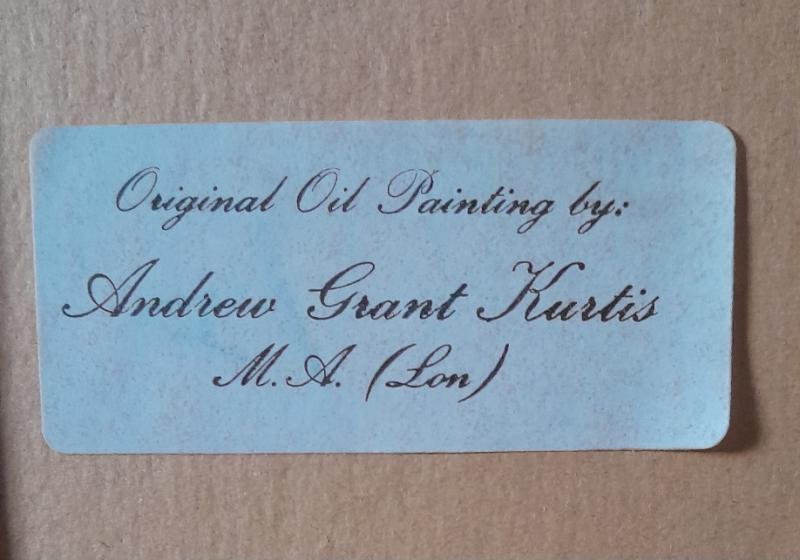 Original Oil Painting by:
Andrew Grant Kurtis
M.A. (Lon)